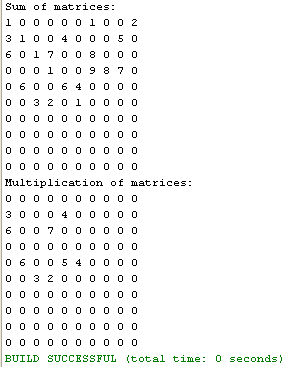 Sum of matrices:
1 0 0 0 0 0 1 0 0 2
3 1 0 0 4 0 0 0 5 0
6 0 1 7 0 0 8 0 0 0
0 0 0 1 0 0 9 8 7 0
0 6 0 0 6 4 0 0 0 0
0 0 3 2 0 1 0 0 0 0
0 0 0 0 0 0 0 0 0 0
0 0 0 0 0 0 0 0 0 0
0 0 0 0 0 0 0 0 0 0
Multiplication of matrices:
0 0 0 0 0 0 0 0 0 0
3 0 0 0 4 0 0 0 0 0
6 0 0 7 0 0 0 0 0 0
0 0 0 0 0 0 0 0 0 0
0 6 0 0 5 4 0 0 0 0
0 0 3 2 0 0 0 0 0 0
0 0 0 0 0 0 0 0 0 0
0 0 0 0 0 0 0 0 0 0
0 0 0 0 0 0 0 0 0 0
0 0 0 0 0 0 0 0 0 0
BUILD SUCCESSFUL (total time: 0 seconds)